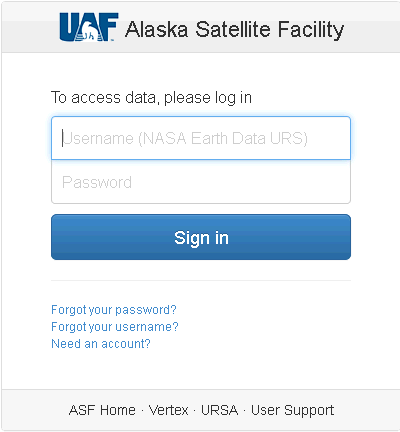 UAF Alaska Satellite Facility
To access data, please log in
Username (NASA Earth Data URS)
Password
Sign in
Forgot your password?
Forgot your username?
Need an account?
ASF Home · Vertex · URSA · User Support